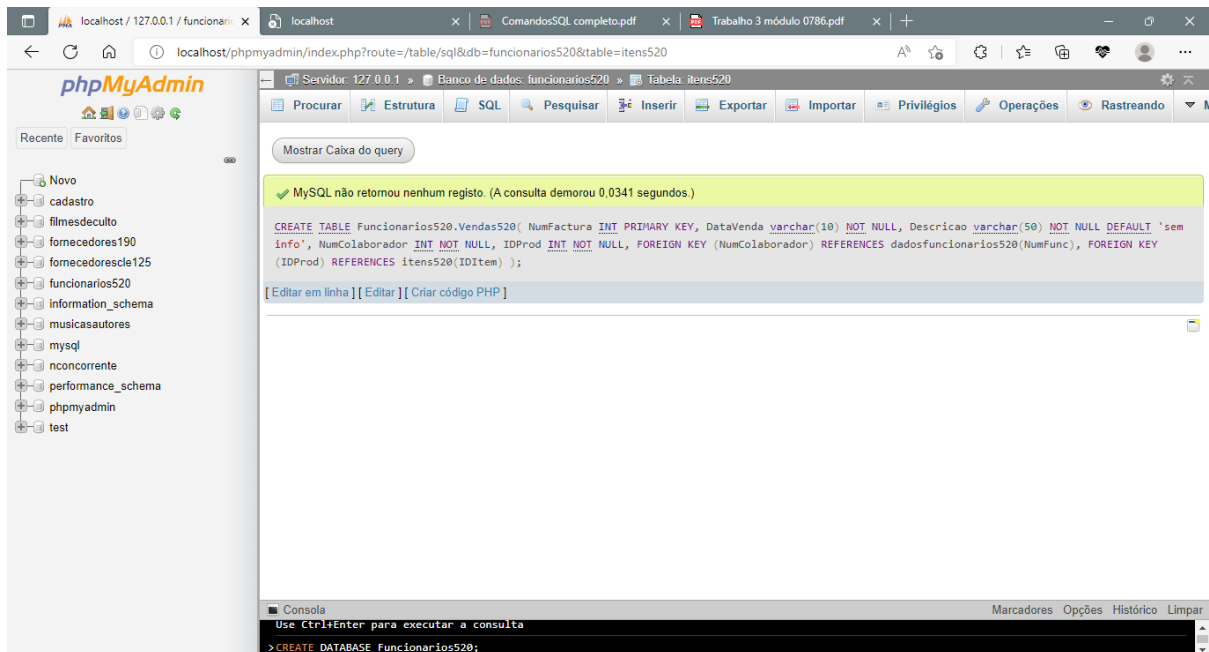 localhost / 127.0.0.1 / funcionario
localhost
ComandosSQL completo.pdf
Trabalho 3 módulo 0786.pdf
localhost/phpmyadmin/index.php?route=/table/sql&db=funcionarios520&table=itens520
phpMyAdmin
Recente Favoritos
Novo
cadastro
filmesdeculto
fornecedores190
fornecedorescle125
funcionarios520
information_schema
musicasautores
mysql
nconcorrente
performance_schema
phpmyadmin
test
Servidor: 127.0.0.1 » Banco de dados: funcionarios520 » Tabela: itens520
Procurar Estrutura SQL Pesquisar Inserir Exportar Importar Privilégios Operações Rastreando
Mostrar Caixa do query
MySQL não retornou nenhum registo. (A consulta demorou 0,0341 segundos.)
CREATE TABLE Funcionarios520.Vendas520( NumFactura INT PRIMARY KEY, DataVenda varchar(10) NOT NULL, Descricao varchar(50) NOT NULL DEFAULT 'sem
info', NumColaborador INT NOT NULL, IDProd INT NOT NULL, FOREIGN KEY (NumColaborador) REFERENCES dadosfuncionarios520(NumFunc), FOREIGN KEY
(IDProd) REFERENCES itens520(IDItem) );
[ Editar em linha ] [ Editar ] [ Criar código PHP ]
Consola
Marcadores Opções Histórico Limpar
Use Ctrl+Enter para executar a consulta
>CREATE DATABASE Funcionarios520;